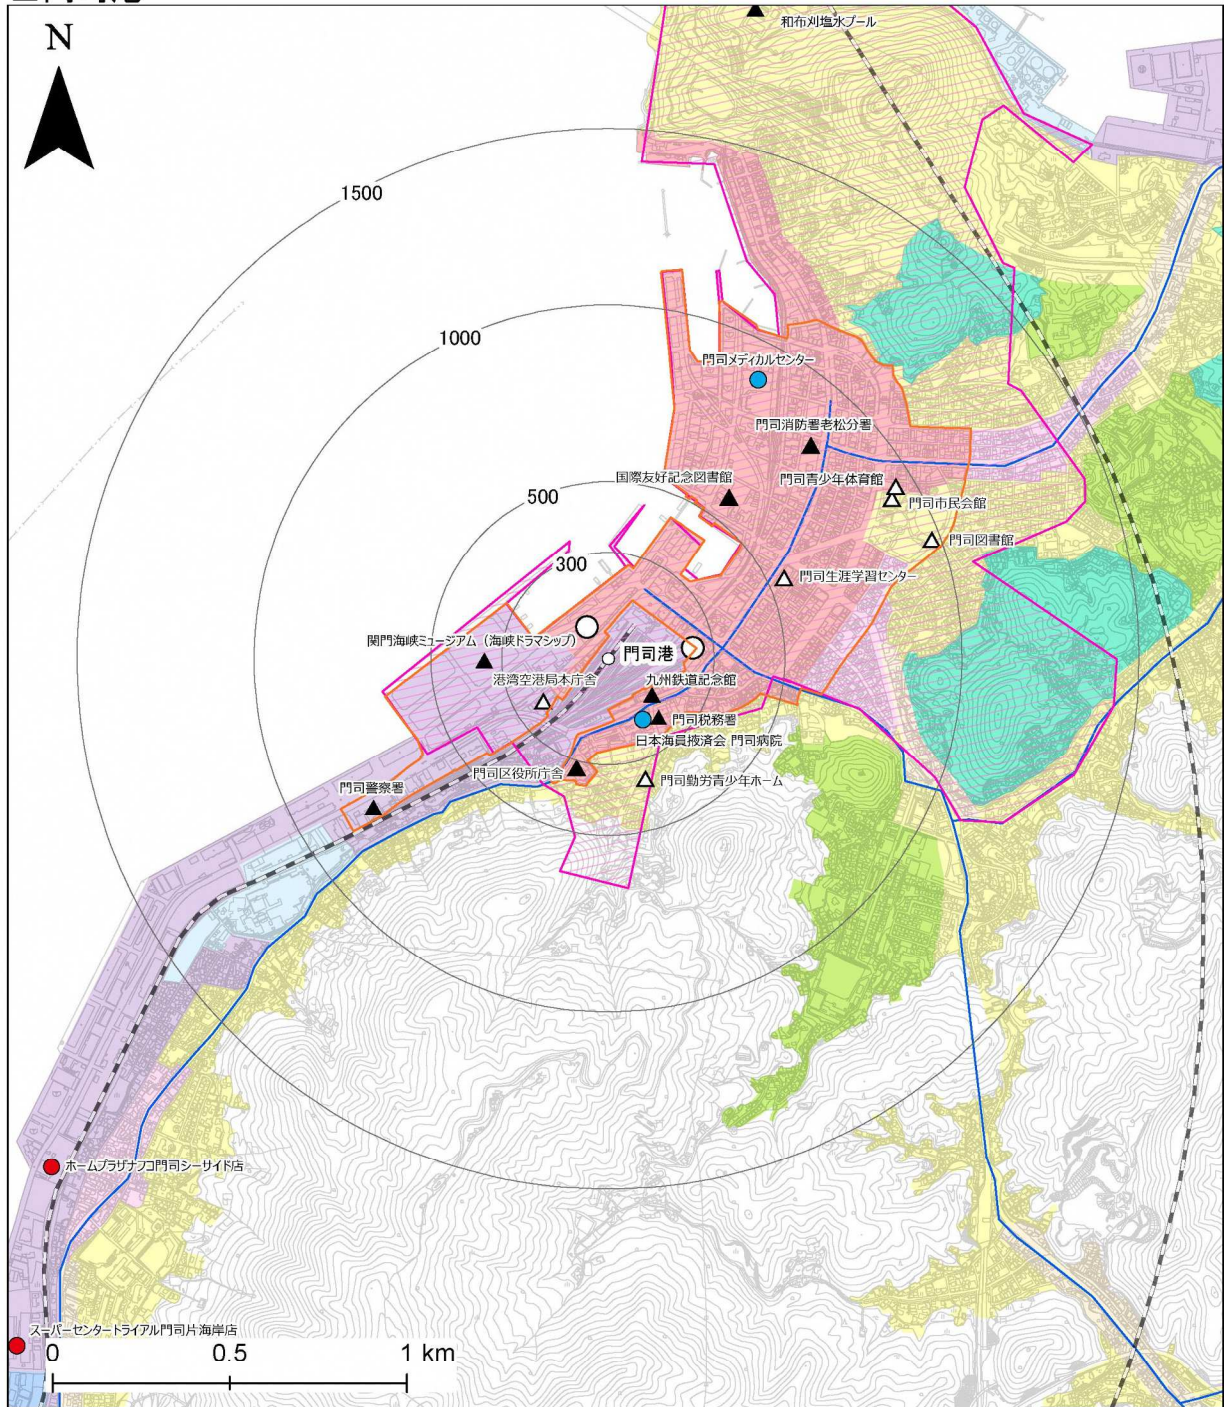 N
和布刈塩水プール
1500
1000
門司メディカルセンター
門司消防署老松分署
国際友好記念図書館
門司青少年体育館
500
門司市民会館
門司図書館
300
門司生涯学習センター
関門海峡ミュージアム（海峡ドラマシップ）
門司港
港湾空港局本庁舎
九州鉄道記念館
門司税務署
日本海員掖済会 門司病院
門司区役所庁舎
門司勤労青少年ホーム
門司警察署
ホームプラザナフコ門司シーサイド店
スーパーセンタートライアル門司片海岸店
0 0.5 1 km